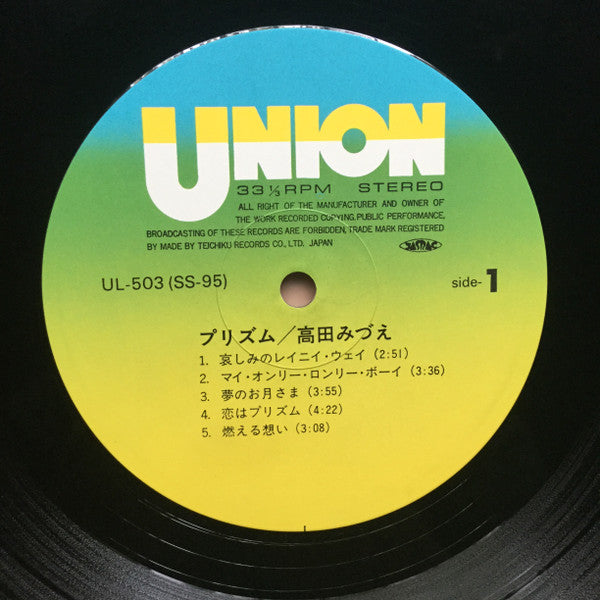 UNION
33 1/3 RPM STEREO
ALL RIGHT OF THE MANUFACTURER AND OWNER OF
THE WORK RECORDED COPYING, PUBLIC PERFORMANCE,
BROADCASTING OF THESE RECORDS ARE FORBIDDEN, TRADE MARK REGISTERED
BY MADE BY TEICHIKU RECORDS CO., LTD. JAPAN
JASRAC
UL-503 (SS-95)
side-1
プリズム／高田みづえ
1. 哀しみのレイニイ・ウェイ (2:51)
2. マイ・オンリー・ロンリー・ボーイ (3:36)
3. 夢のお月さま (3:55)
4. 恋はプリズム (4:22)
5. 燃える想い (3:08)